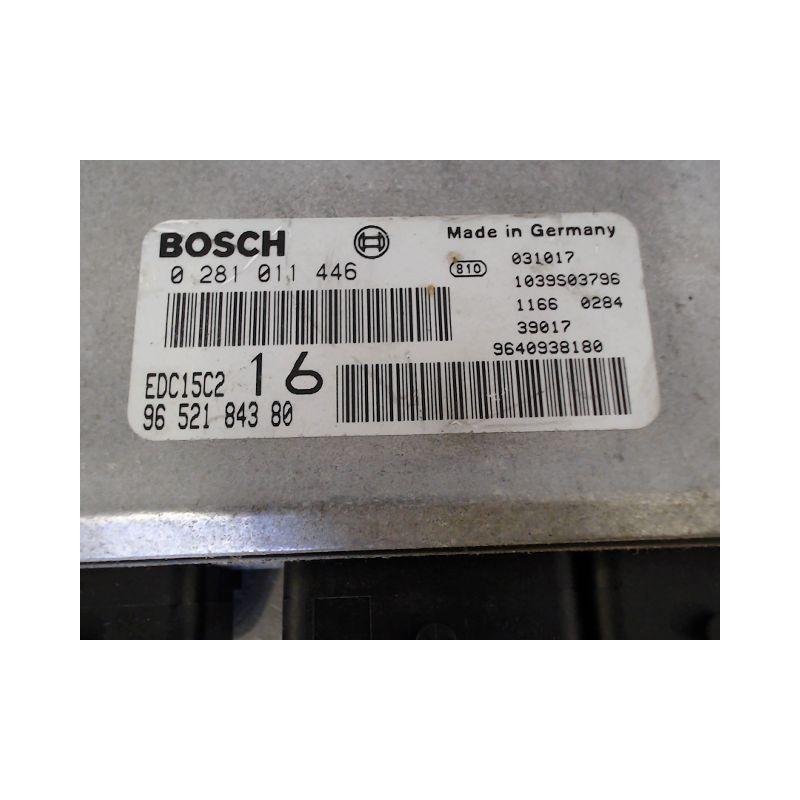 BOSCH
0 281 011 446
EDC15C2 16
96 521 843 80
Made in Germany
810 031017
1039S03796
1166 0284
39017
9640938180